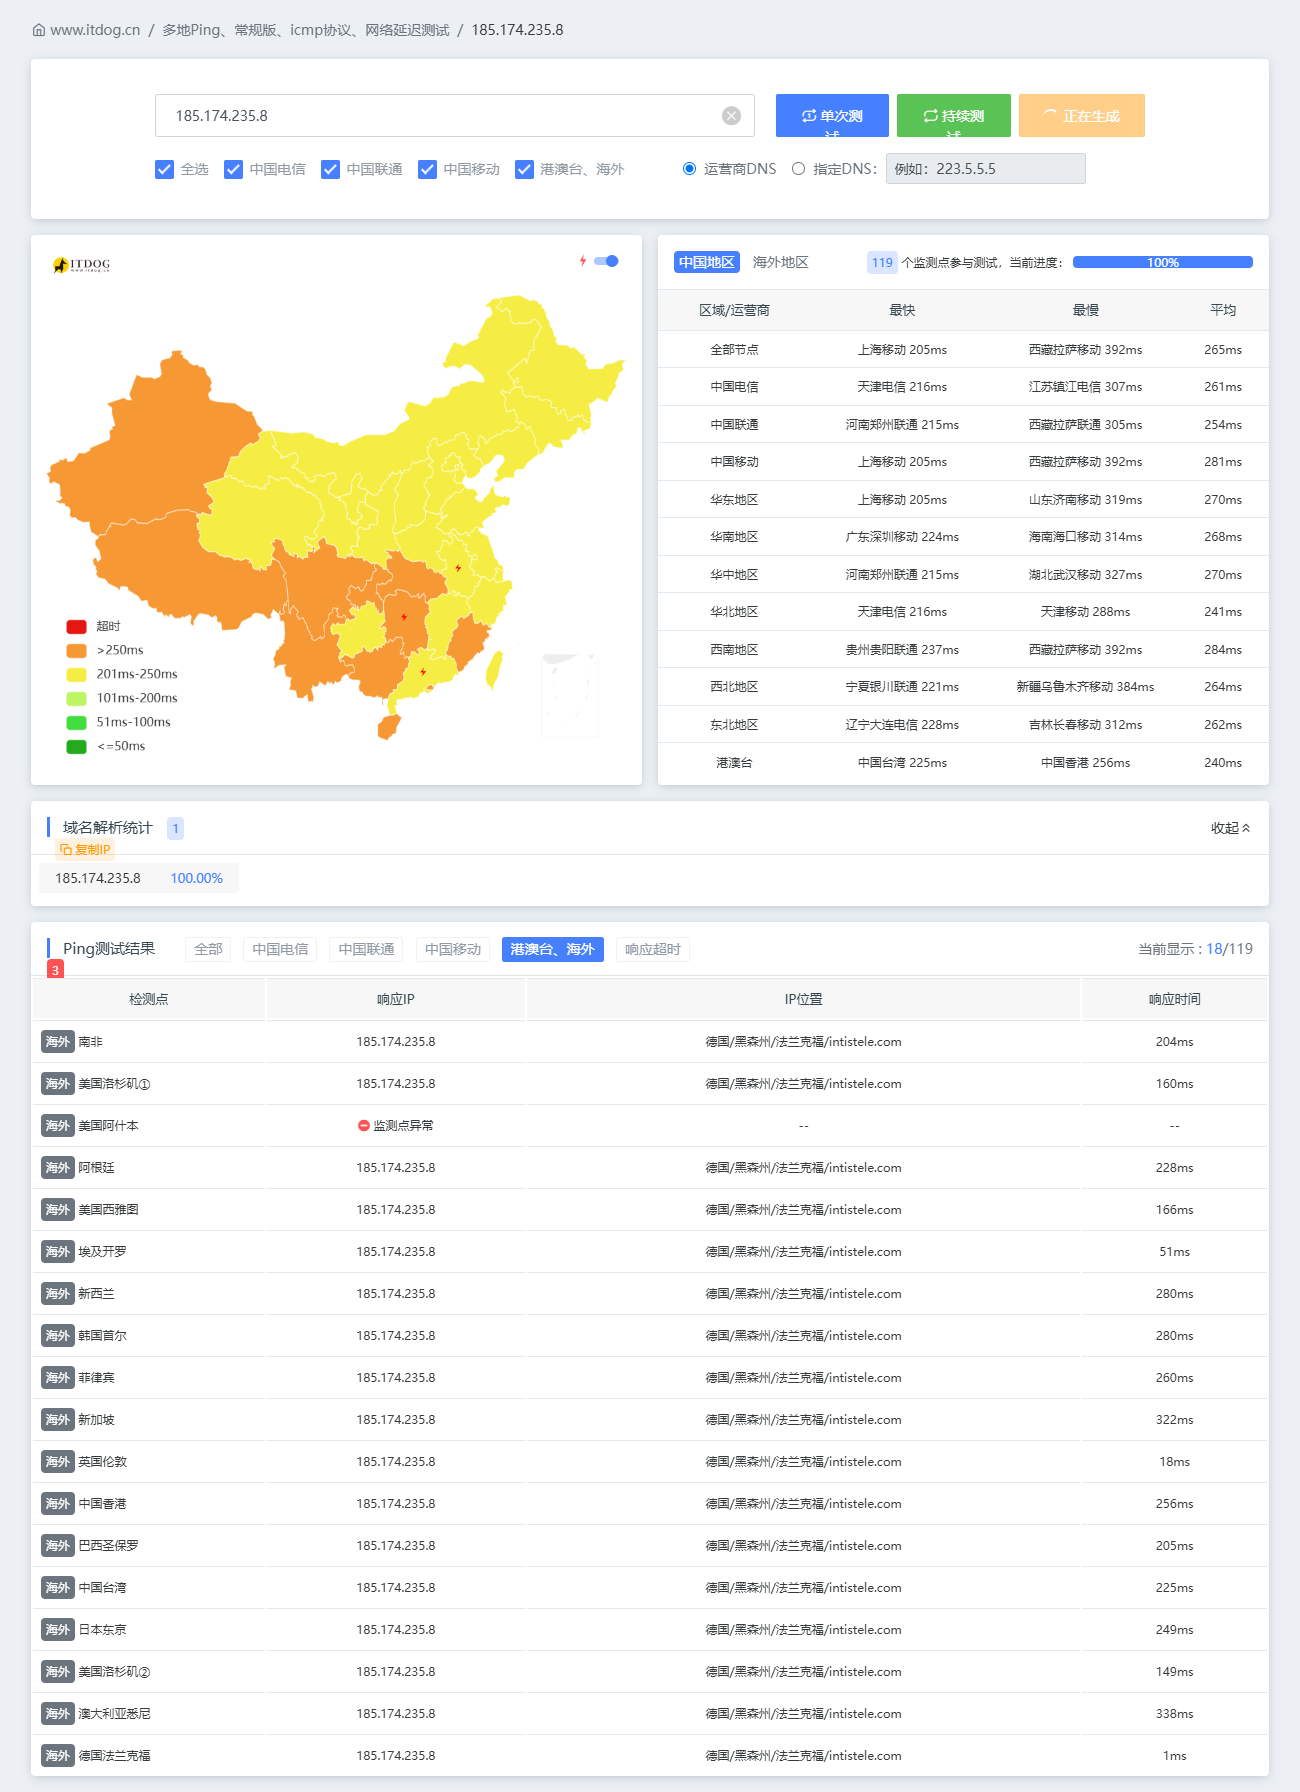 www.itdog.cn / 多地Ping、常规版、icmp协议、网络延迟测试 / 185.174.235.8
185.174.235.8
单次测试
持续测试
正在生成
全选 中国电信 中国联通 中国移动 港澳台、海外
运营商DNS 指定DNS： 例如：223.5.5.5
ITDOG
www.itdog.cn
超时
>250ms
201ms-250ms
101ms-200ms
51ms-100ms
<=50ms
中国地区 海外地区 119 个监测点参与测试，当前进度： 100%
区域/运营商 最快 最慢 平均
全部节点 上海移动 205ms 西藏拉萨移动 392ms 265ms
中国电信 天津电信 216ms 江苏镇江电信 307ms 261ms
中国联通 河南郑州联通 215ms 西藏拉萨联通 305ms 254ms
中国移动 上海移动 205ms 西藏拉萨移动 392ms 281ms
华东地区 上海移动 205ms 山东济南移动 319ms 270ms
华南地区 广东深圳移动 224ms 海南海口移动 314ms 268ms
华中地区 河南郑州联通 215ms 湖北武汉移动 327ms 270ms
华北地区 天津电信 216ms 天津移动 288ms 241ms
西南地区 贵州贵阳联通 237ms 西藏拉萨移动 392ms 284ms
西北地区 宁夏银川联通 221ms 新疆乌鲁木齐移动 384ms 264ms
东北地区 辽宁大连电信 228ms 吉林长春移动 312ms 262ms
港澳台 中国台湾 225ms 中国香港 256ms 240ms
域名解析统计 1 收起
复制IP
185.174.235.8 100.00%
Ping测试结果 全部 中国电信 中国联通 中国移动 港澳台、海外 响应超时 当前显示 : 18/119
3
检测点 响应IP IP位置 响应时间
海外 南非 185.174.235.8 德国/黑森州/法兰克福/intistele.com 204ms
海外 美国洛杉矶① 185.174.235.8 德国/黑森州/法兰克福/intistele.com 160ms
海外 美国阿什本 监测点异常 -- --
海外 阿根廷 185.174.235.8 德国/黑森州/法兰克福/intistele.com 228ms
海外 美国西雅图 185.174.235.8 德国/黑森州/法兰克福/intistele.com 166ms
海外 埃及开罗 185.174.235.8 德国/黑森州/法兰克福/intistele.com 51ms
海外 新西兰 185.174.235.8 德国/黑森州/法兰克福/intistele.com 280ms
海外 韩国首尔 185.174.235.8 德国/黑森州/法兰克福/intistele.com 280ms
海外 菲律宾 185.174.235.8 德国/黑森州/法兰克福/intistele.com 260ms
海外 新加坡 185.174.235.8 德国/黑森州/法兰克福/intistele.com 322ms
海外 英国伦敦 185.174.235.8 德国/黑森州/法兰克福/intistele.com 18ms
海外 中国香港 185.174.235.8 德国/黑森州/法兰克福/intistele.com 256ms
海外 巴西圣保罗 185.174.235.8 德国/黑森州/法兰克福/intistele.com 205ms
海外 中国台湾 185.174.235.8 德国/黑森州/法兰克福/intistele.com 225ms
海外 日本东京 185.174.235.8 德国/黑森州/法兰克福/intistele.com 249ms
海外 美国洛杉矶② 185.174.235.8 德国/黑森州/法兰克福/intistele.com 149ms
海外 澳大利亚悉尼 185.174.235.8 德国/黑森州/法兰克福/intistele.com 338ms
海外 德国法兰克福 185.174.235.8 德国/黑森州/法兰克福/intistele.com 1ms